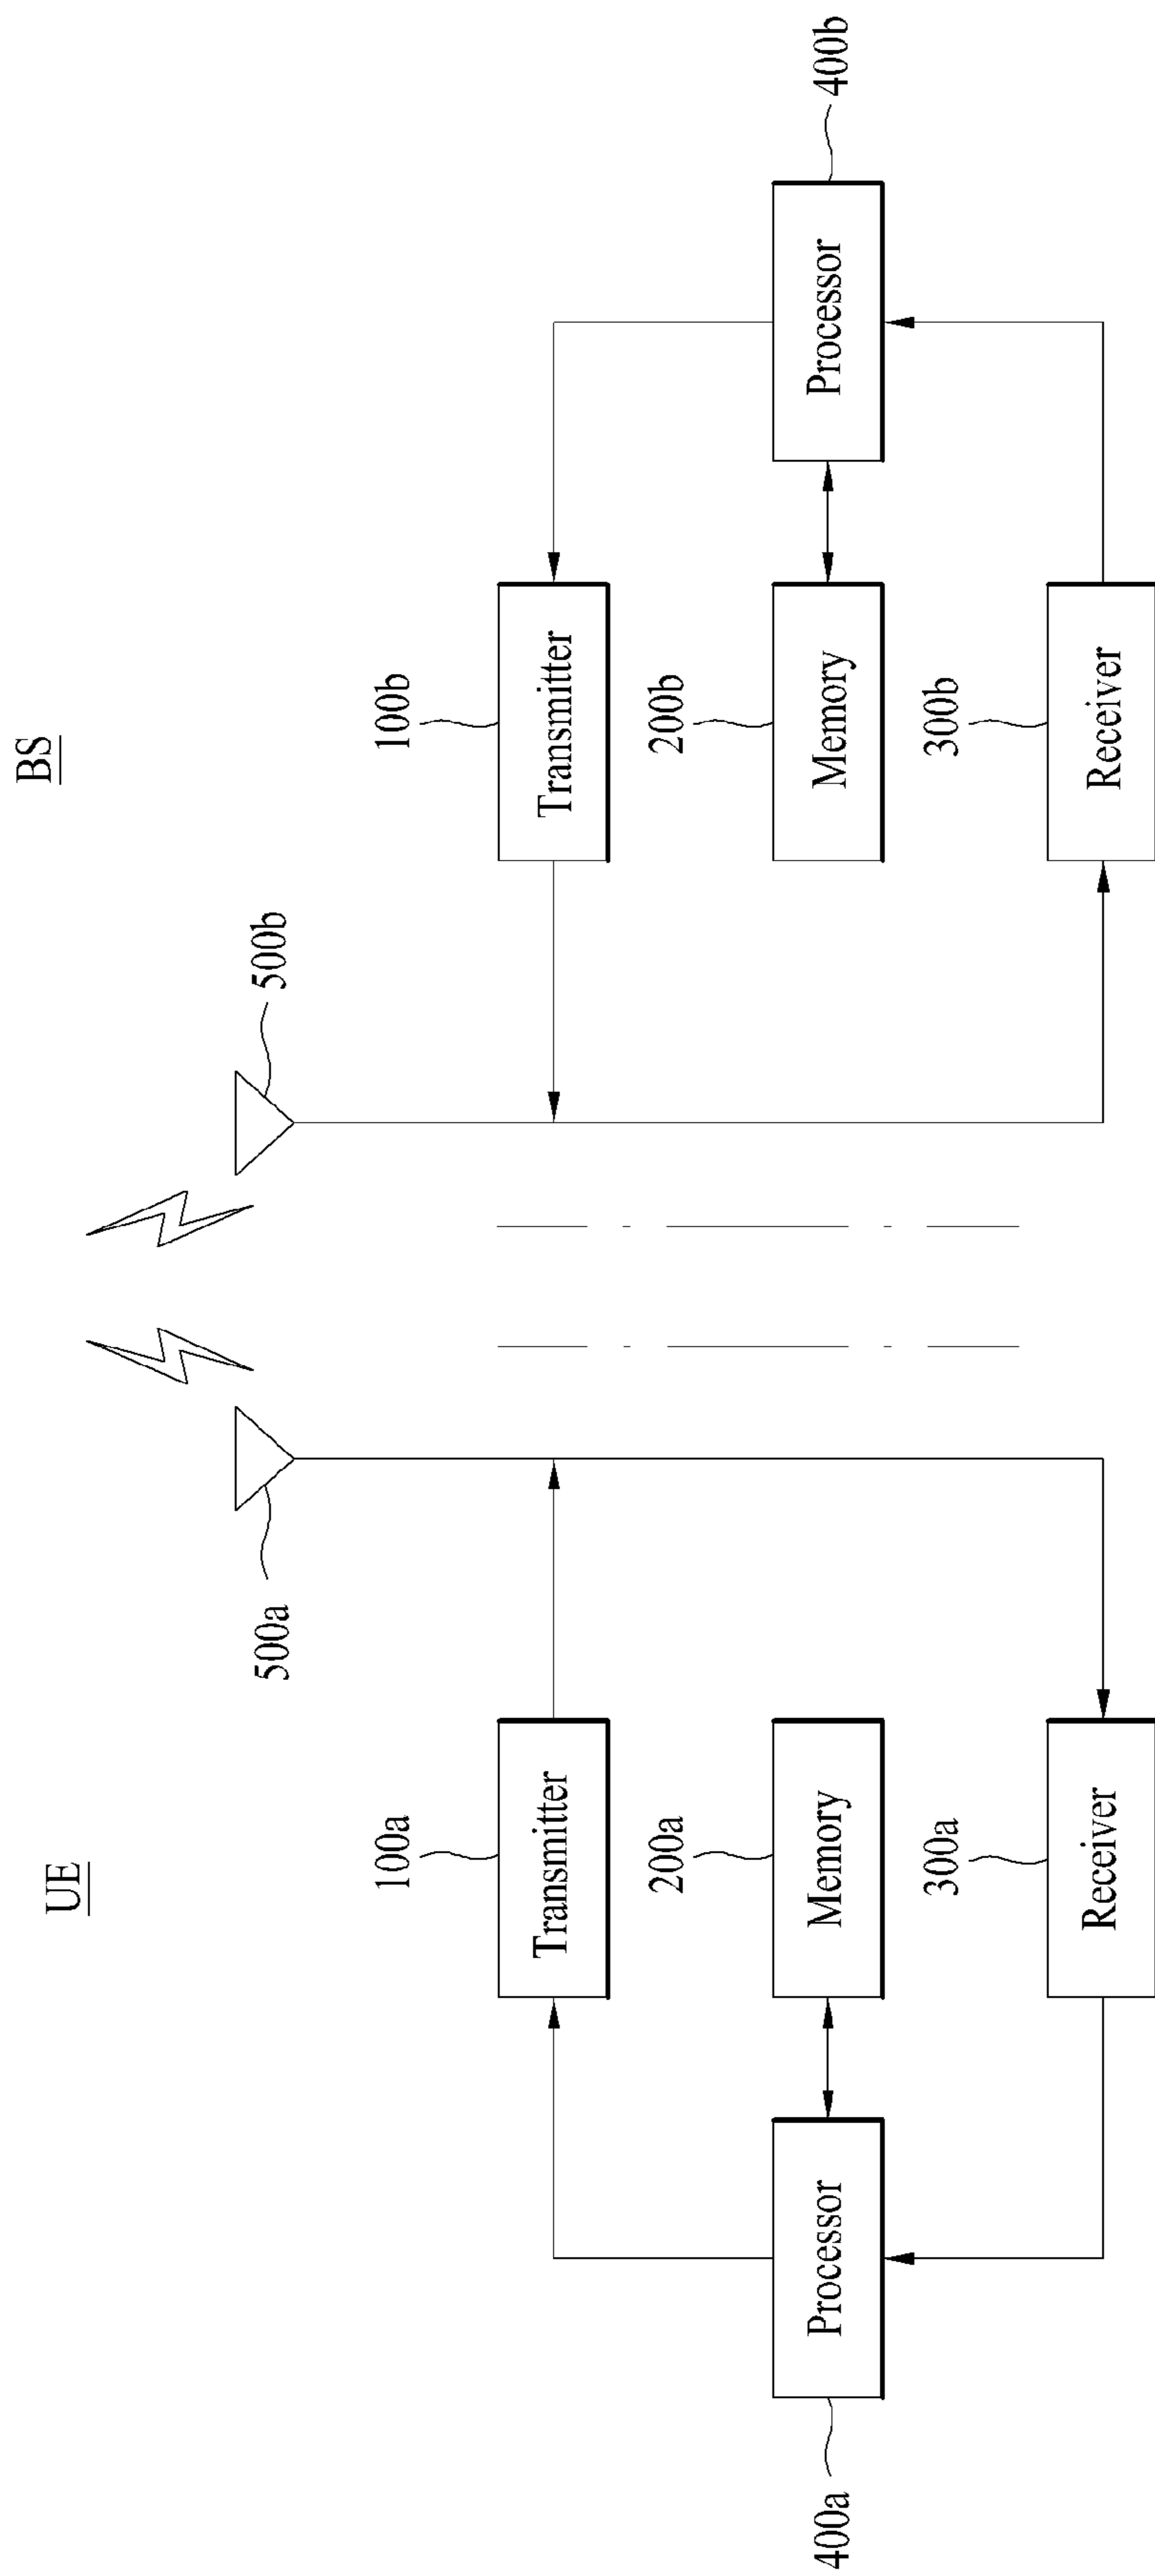 UE
BS
500a
500b
100a
Transmitter
100b
Transmitter
400a
Processor
200a
Memory
200b
Memory
Processor
400b
300a
Receiver
300b
Receiver